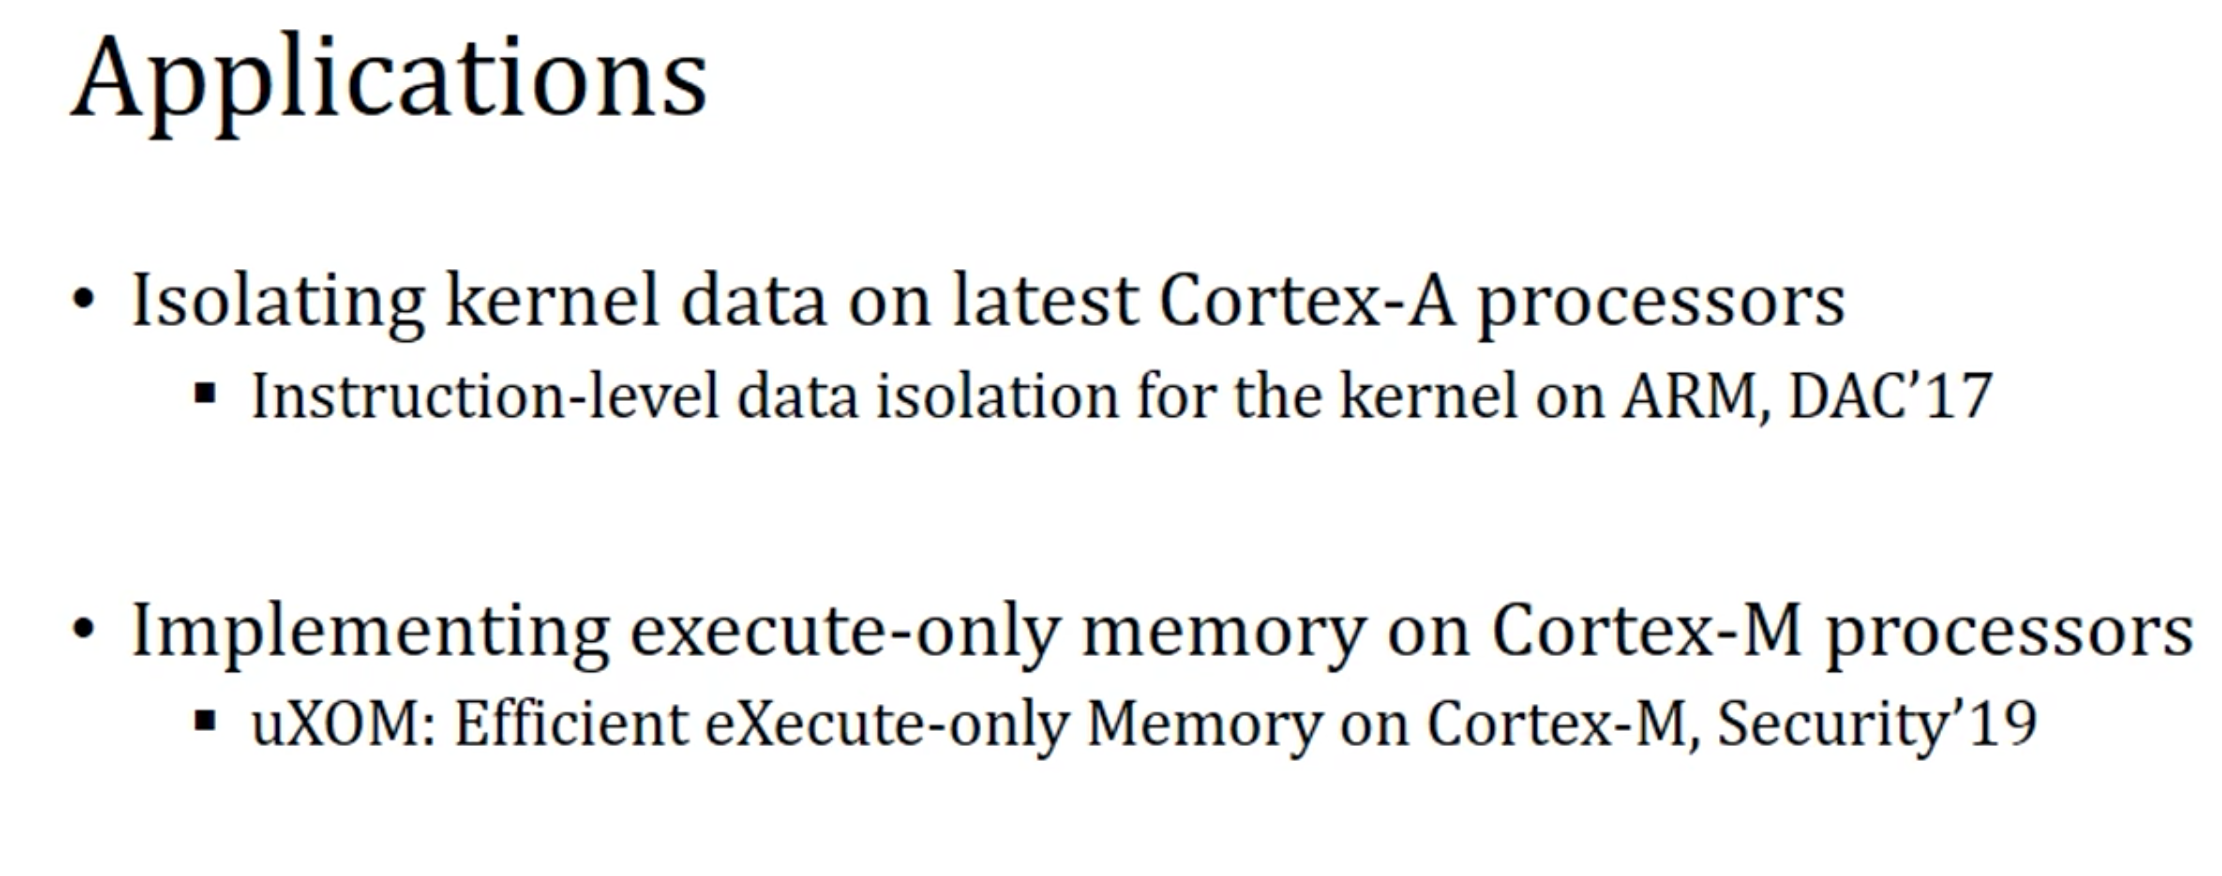 Applications
• Isolating kernel data on latest Cortex-A processors
▪ Instruction-level data isolation for the kernel on ARM, DAC’17
• Implementing execute-only memory on Cortex-M processors
▪ uXOM: Efficient eXecute-only Memory on Cortex-M, Security’19